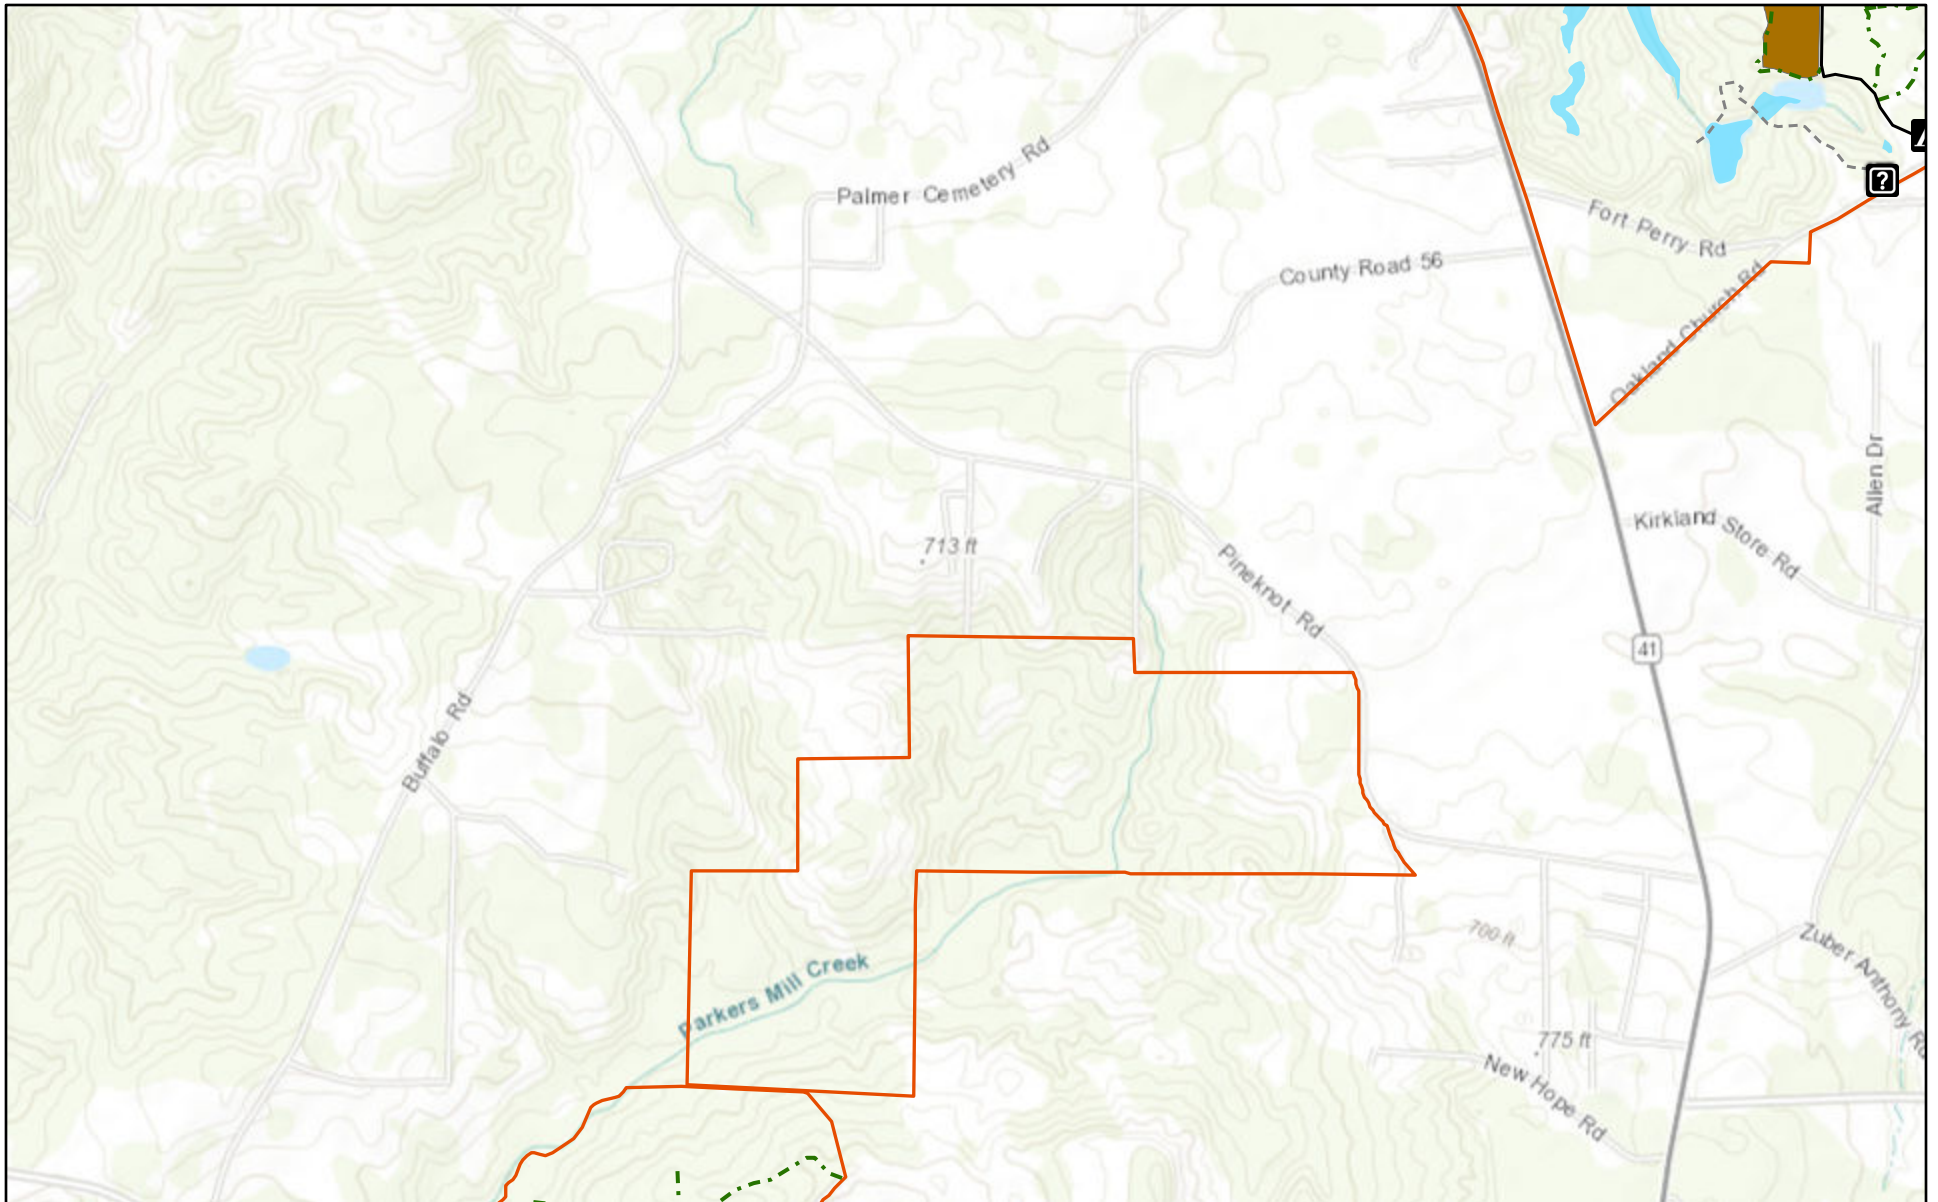 Palmer Cemetery Rd
?
Fort Perry Rd
County Road 56
Oakland Church Rd
Allen Dr
Kirkland Store Rd
713 ft
Pineknot Rd
41
Buffalo Rd
700 ft
Zuber Anthony Rd
Parkers Mill Creek
775 ft
New Hope Rd